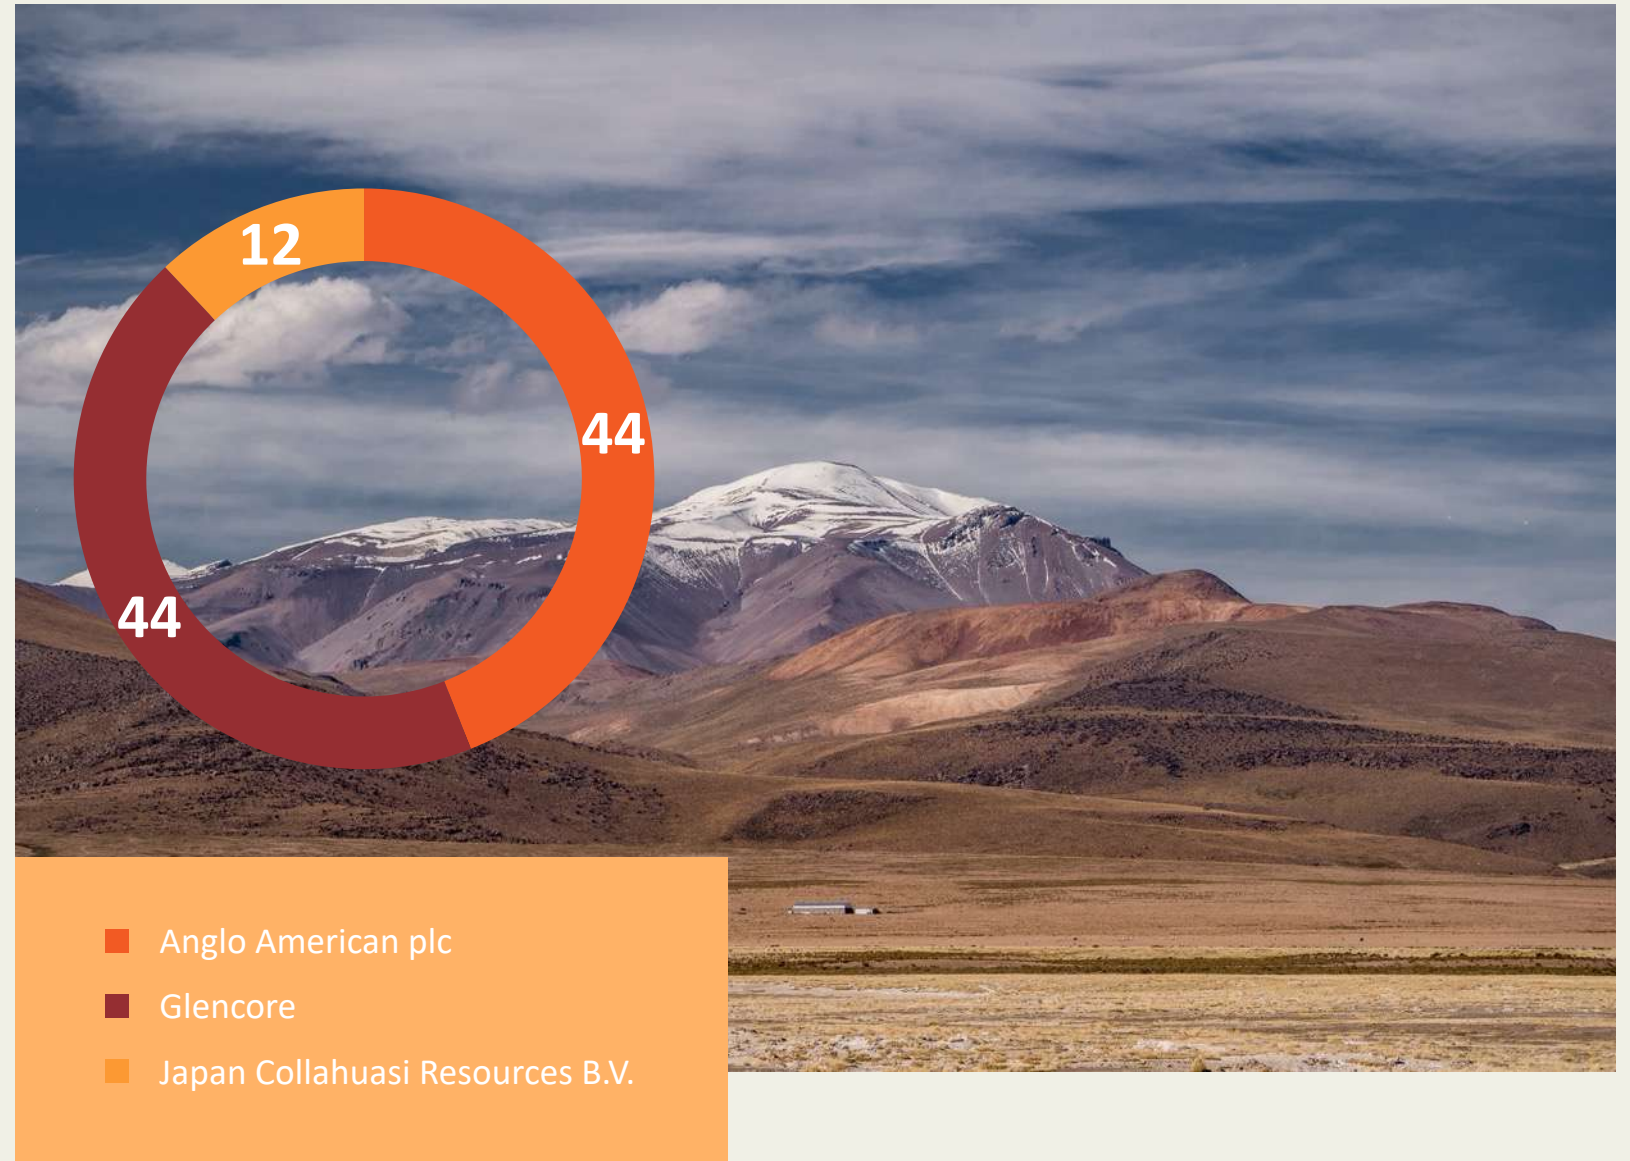 12
44
44
Anglo American plc
Glencore
Japan Collahuasi Resources B.V.